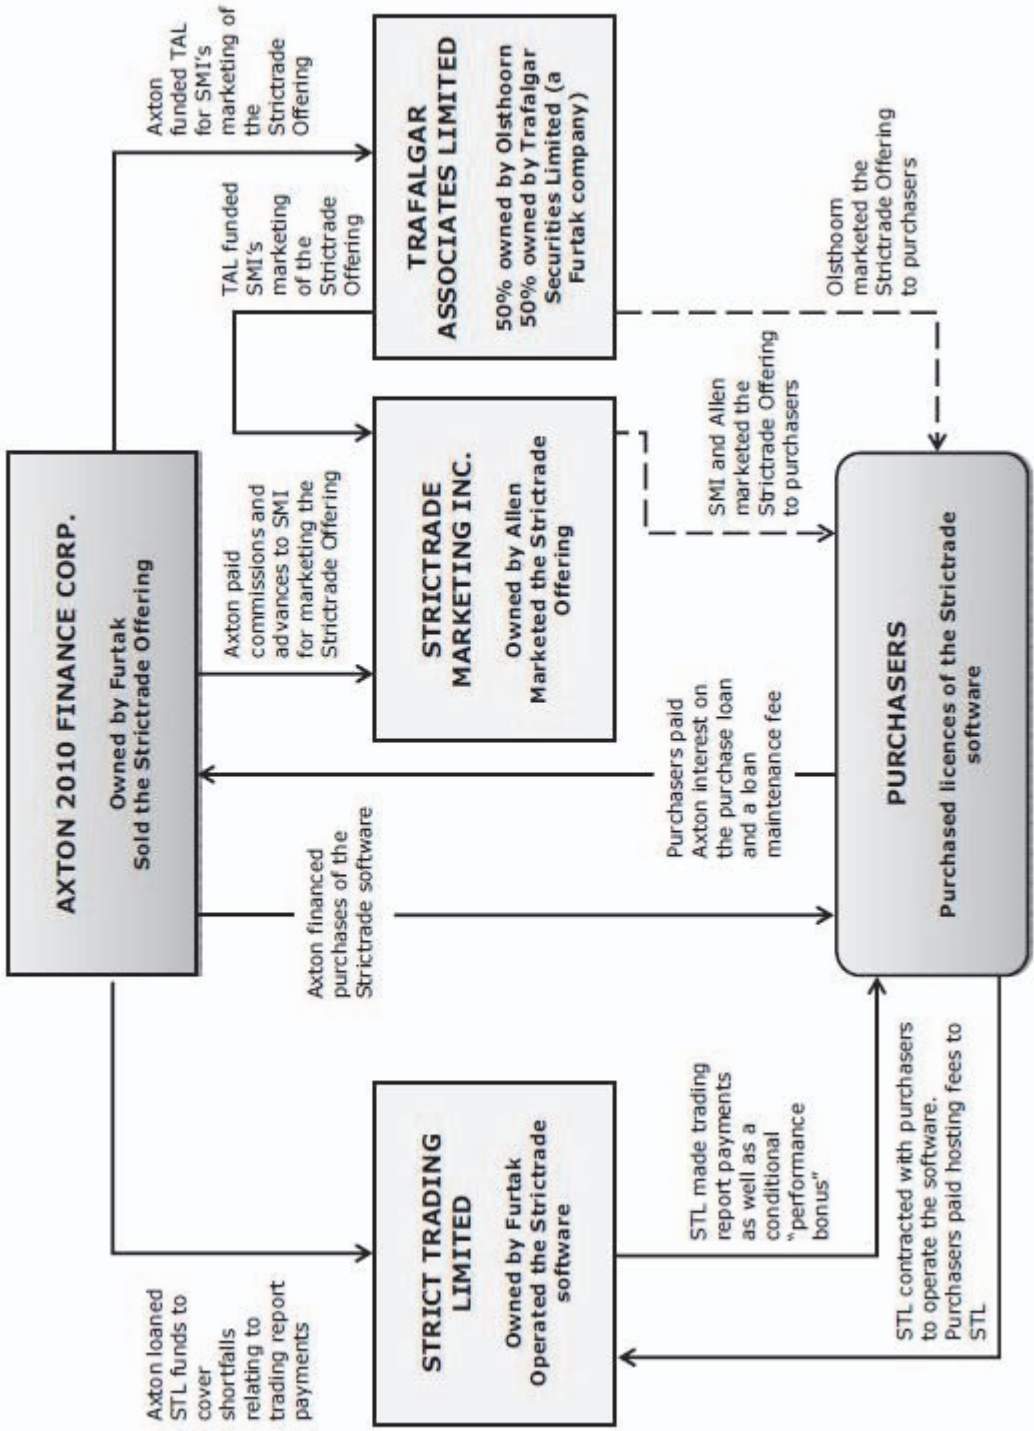 AXTON 2010 FINANCE CORP.
Owned by Furtak
Sold the Strictrade Offering
Axton loaned
STL funds to
cover
shortfalls
relating to
trading report
payments
Axton financed
purchases of the
Strictrade software
Axton paid
commissions and
advances to SMI
for marketing the
Strictrade Offering
TAL funded
SMI's
marketing
of the
Strictrade
Offering
Axton
funded TAL
for SMI's
marketing of
the
Strictrade
Offering
STRICT TRADING
LIMITED
Owned by Furtak
Operated the Strictrade
software
STRICTRADE
MARKETING INC.
Owned by Allen
Marketed the Strictrade
Offering
TRAFALGAR
ASSOCIATES LIMITED
50% owned by Olsthoorn
50% owned by Trafalgar
Securities Limited (a
Furtak company)
STL made trading
report payments
as well as a
conditional
"performance
bonus"
Purchasers paid
Axton interest on
the purchase loan
and a loan
maintenance fee
SMI and Allen
marketed the
Strictrade Offering
to purchasers
Olsthoorn
marketed the
Strictrade Offering
to purchasers
STL contracted with purchasers
to operate the software.
Purchasers paid hosting fees to
STL
PURCHASERS
Purchased licences of the Strictrade
software